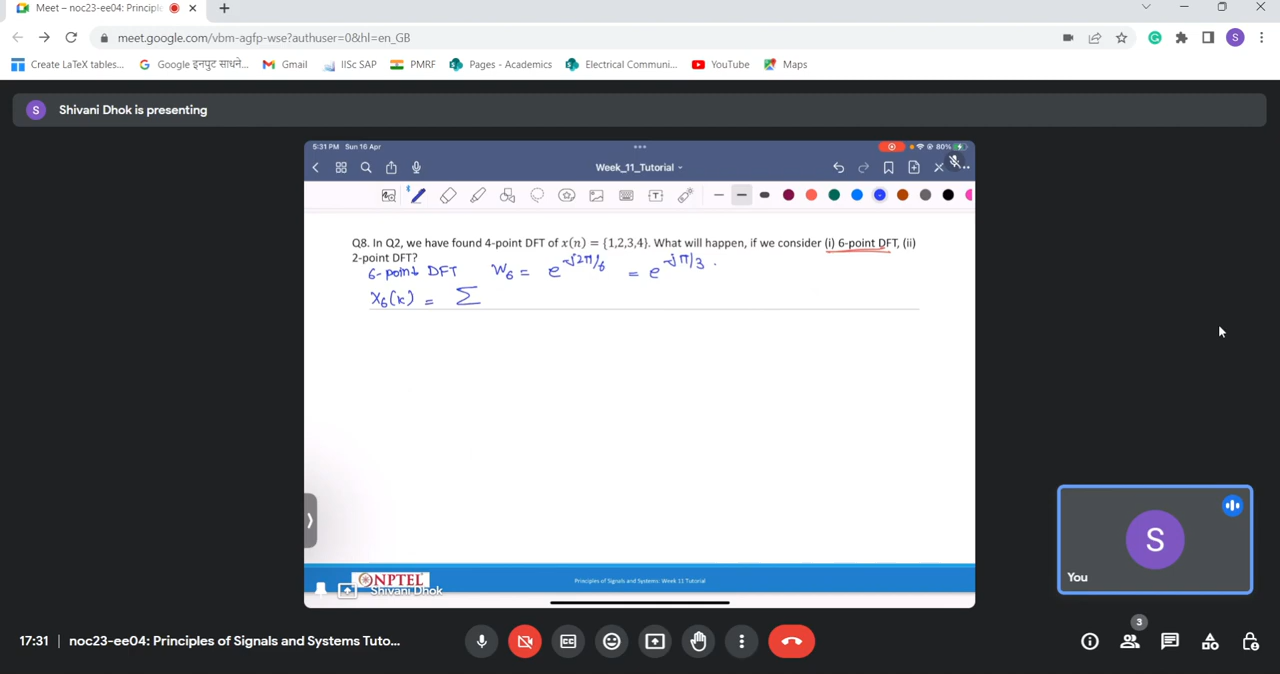 Meet – noc23-ee04: Principle
meet.google.com/vbm-agfp-wse?authuser=0&hl=en_GB
S
Create LaTeX tables...
Google इनपुट साधने...
Gmail
IISc SAP
PMRF
Pages - Academics
Electrical Communi...
YouTube
Maps
S Shivani Dhok is presenting
5:31 PM Sun 16 Apr
80%
Week_11_Tutorial
Q8. In Q2, we have found 4-point DFT of x(n) = {1,2,3,4}. What will happen, if we consider (i) 6-point DFT, (ii)
2-point DFT?
6-point DFT W₆ = e^(-j2π/6) = e^(-jπ/3).
X₆(k) = Σ
S
You
NPTEL
Principles of Signals and Systems: Week 11 Tutorial
Shivani Dhok
17:31 | noc23-ee04: Principles of Signals and Systems Tuto...
3